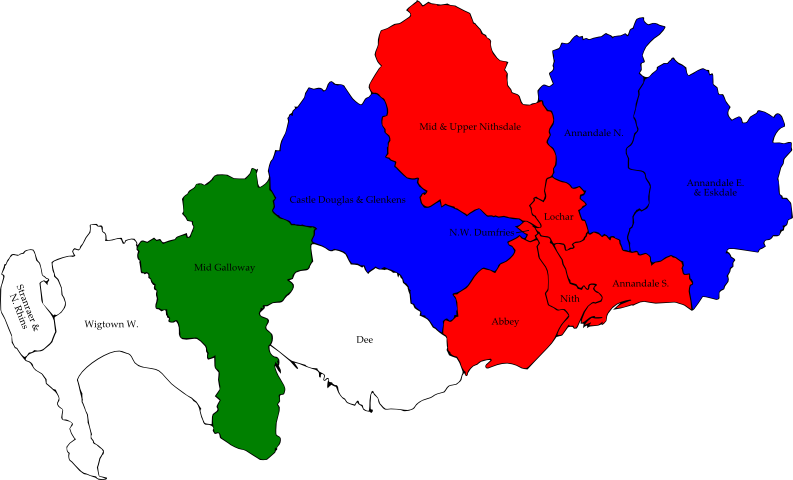 Mid & Upper Nithsdale
Annandale N.
Annandale E.
& Eskdale
Castle Douglas & Glenkens
Lochar
N.W. Dumfries
Mid Galloway
Stranraer &
N. Rhins
Wigtown W.
Annandale S.
Nith
Abbey
Dee